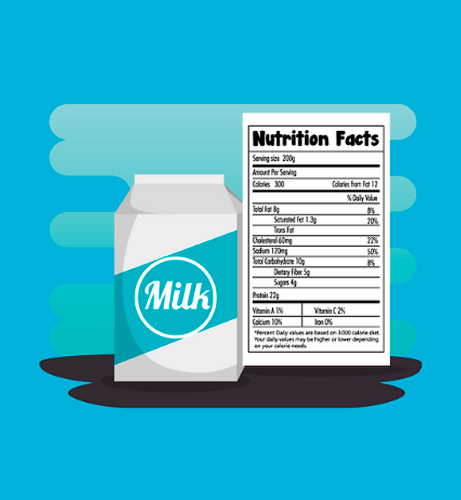 Milk
Nutrition Facts
Serving size 200g
Amount Per Serving
Calories 300 Calories from Fat 12
% Daily Value
Total Fat 8g 8%
Saturated Fat 1.3g 20%
Trans Fat
Cholesterol 60mg 22%
Sodium 120mg 50%
Total Carbohydrate 10g 8%
Dietary Fiber 5g
Sugars 4g
Protein 22g
Vitamin A 1% Vitamin C 2%
Calcium 10% Iron 0%
*Percent Daily values are based on 3.000 calorie diet.
Your daily values may be higher or lower depending
on your calorie needs.